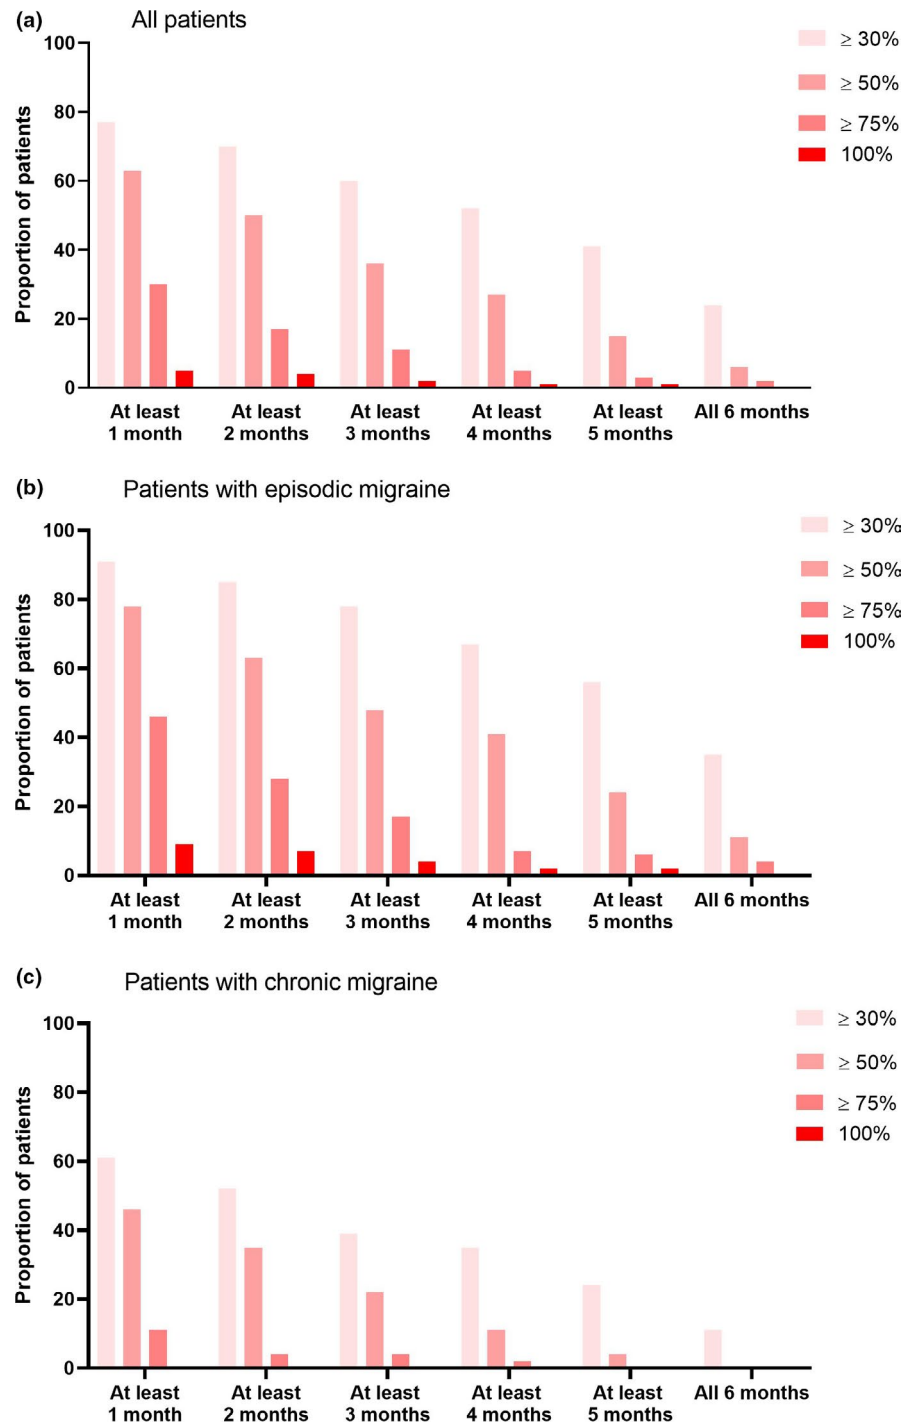 (a) All patients
Proportion of patients
100
80
60
40
20
0
At least 1 month
At least 2 months
At least 3 months
At least 4 months
At least 5 months
All 6 months
≥ 30%
≥ 50%
≥ 75%
100%
(b) Patients with episodic migraine
Proportion of patients
100
80
60
40
20
0
At least 1 month
At least 2 months
At least 3 months
At least 4 months
At least 5 months
All 6 months
≥ 30%
≥ 50%
≥ 75%
100%
(c) Patients with chronic migraine
Proportion of patients
100
80
60
40
20
0
At least 1 month
At least 2 months
At least 3 months
At least 4 months
At least 5 months
All 6 months
≥ 30%
≥ 50%
≥ 75%
100%